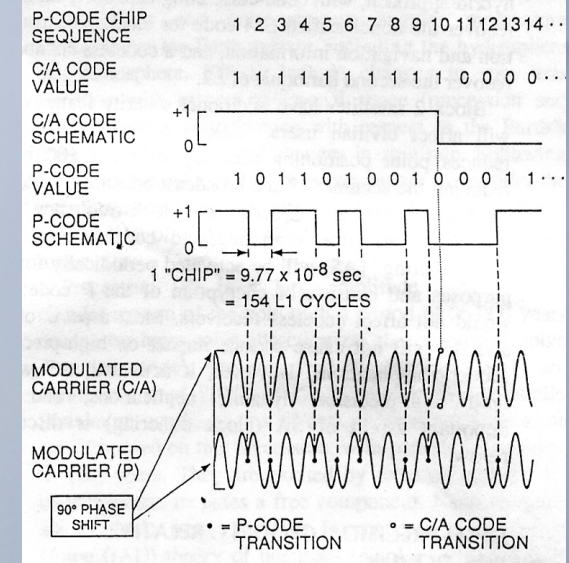 P-CODE CHIP
SEQUENCE
1 2 3 4 5 6 7 8 9 10 11 12 13 14···
C/A CODE
VALUE
1 1 1 1 1 1 1 1 1 0 0 0 0 0···
C/A CODE
SCHEMATIC
+1
0
P-CODE
VALUE
1 0 1 1 0 1 0 0 1 0 0 0 1 1···
P-CODE
SCHEMATIC
+1
0
1 "CHIP" = 9.77 x 10⁻⁸ sec
= 154 L1 CYCLES
MODULATED
CARRIER (C/A)
MODULATED
CARRIER (P)
90° PHASE
SHIFT
• = P-CODE
TRANSITION
° = C/A CODE
TRANSITION